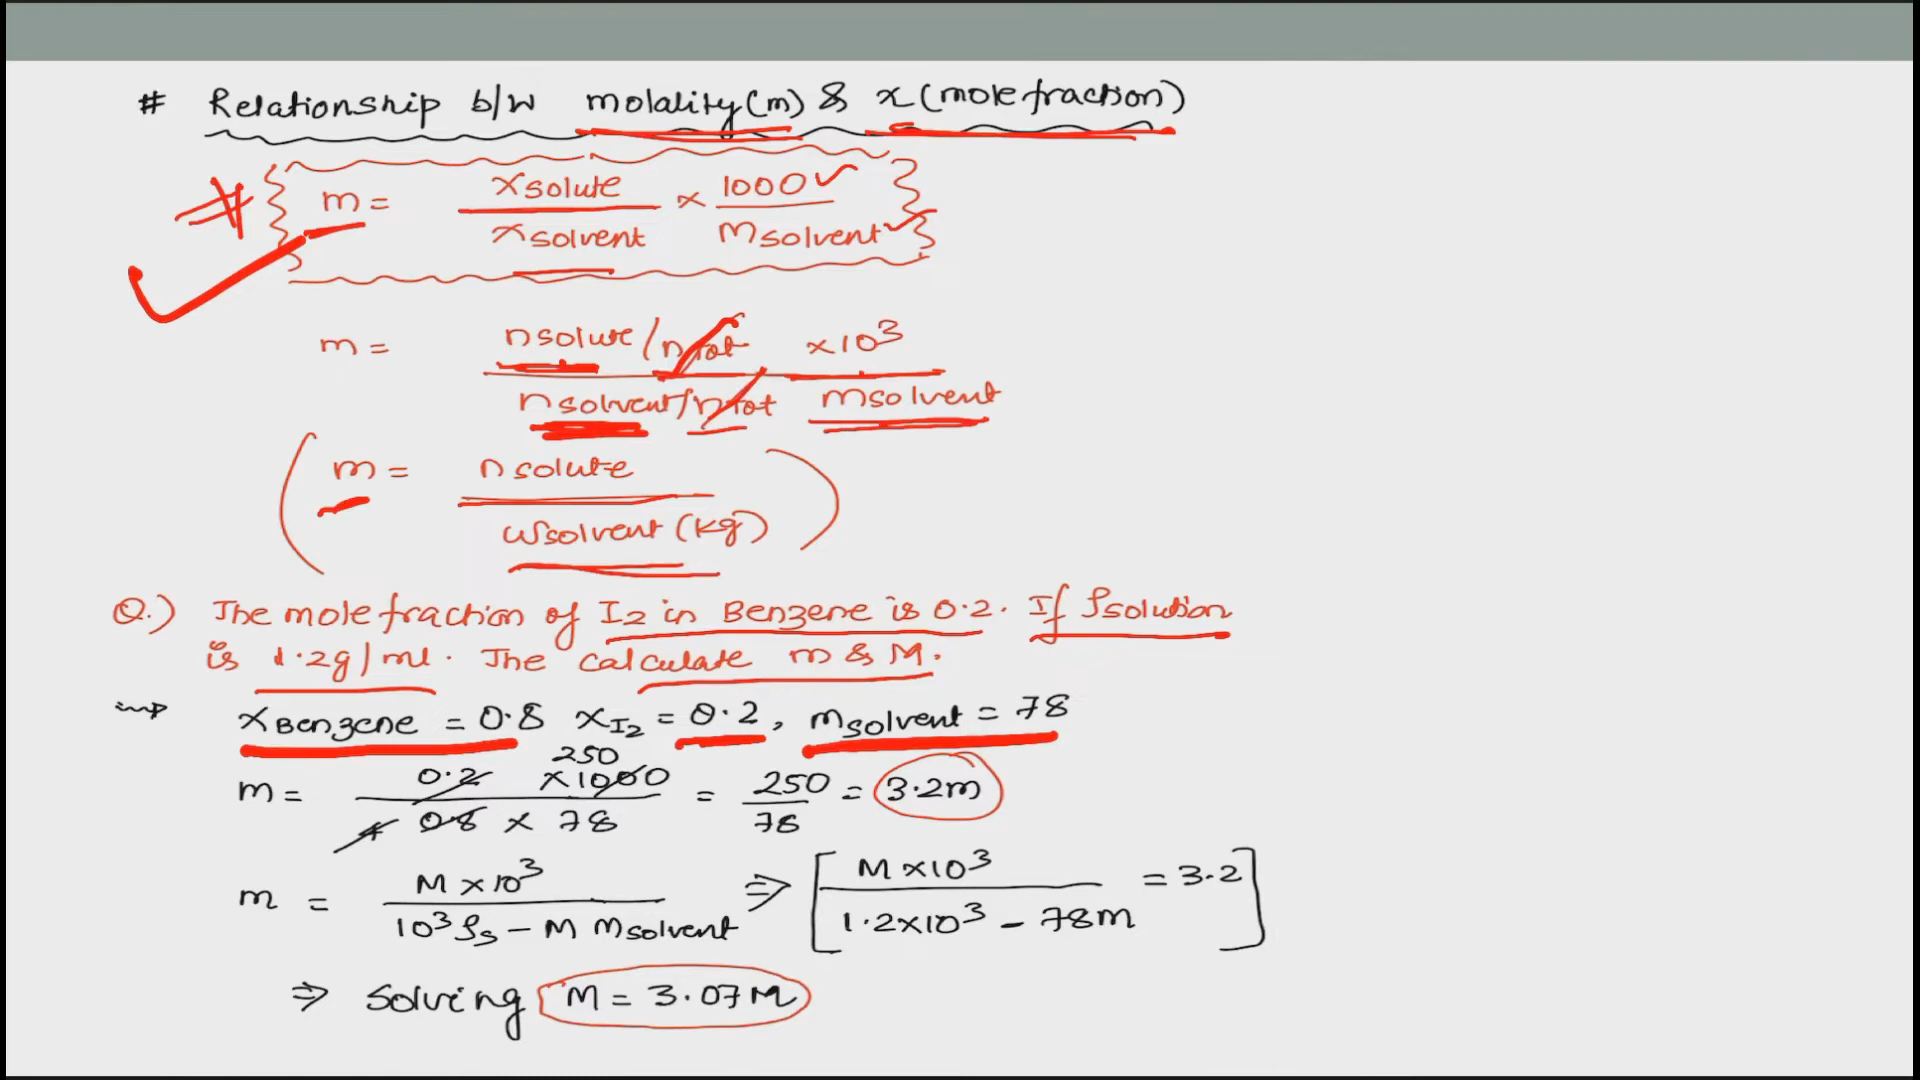 # Relationship b/w molality(m) & x(mole fraction)
# m = xsolute / xsolvent × 1000 / Msolvent
m = nsolute/ntot ×10³ / nsolvent/ntot msolvent
( m = nsolute / wsolvent (kg) )
Q.) The mole fraction of I2 in Benzene is 0.2. If ρsolution
is 1.2g/ml. The calculate m & M.
xBenzene = 0.8 xI2 = 0.2, msolvent = 78
250
m = 0.2 ×1000 / 4 0.8 × 78 = 250 / 78 = 3.2m
m = M×10³ / 10³ρs - M msolvent ⇒ [ M×10³ / 1.2×10³ - 78m = 3.2 ]
⇒ solving M = 3.07M